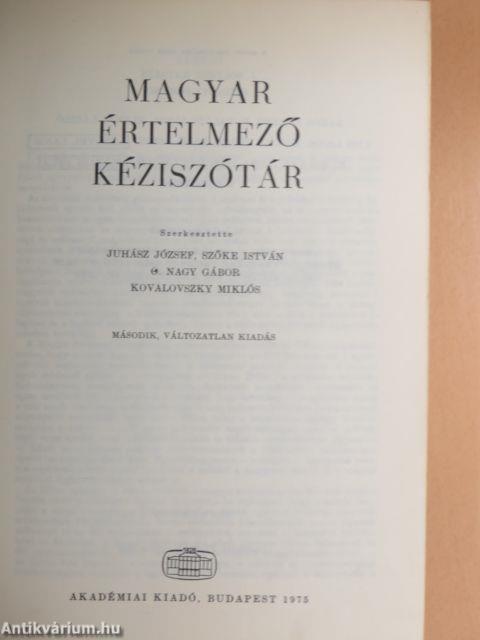 MAGYAR
ÉRTELMEZŐ
KÉZISZÓTÁR
Szerkesztette
JUHÁSZ JÓZSEF, SZŐKE ISTVÁN
O. NAGY GÁBOR
KOVALOVSZKY MIKLÓS
MÁSODIK, VÁLTOZATLAN KIADÁS
1828
AKADÉMIAI KIADÓ, BUDAPEST 1975
Antikvárium.hu